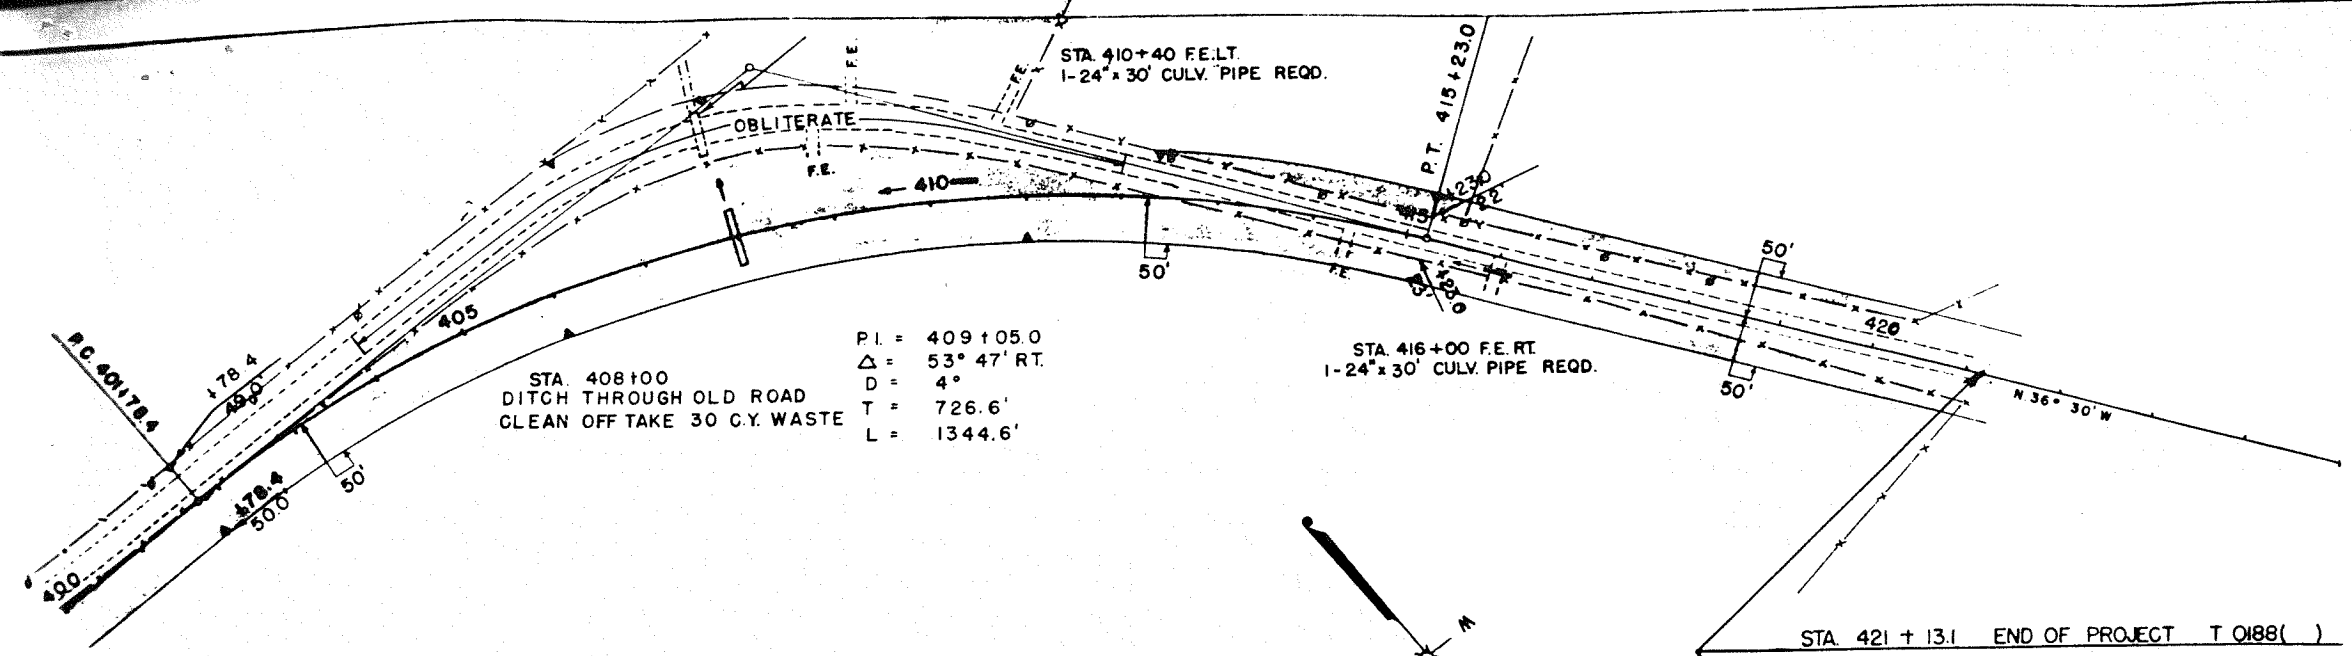 F.E.
F.E.
STA. 410+40 F.E.LT.
1-24"x 30' CULV. PIPE REQD.
P.T. 415+23.0
OBLITERATE
F.E.
410
+23.0
415
50'
405
50'
F.E.
420
P.C. 401+78.4
+78.4
49.0'
P.I. = 409+05.0
Δ = 53° 47' RT.
D = 4°
T = 726.6'
L = 1344.6'
STA. 408+00
DITCH THROUGH OLD ROAD
CLEAN OFF TAKE 30 C.Y. WASTE
STA. 416+00 F.E. RT.
1-24"x 30' CULV. PIPE REQD.
50'
N. 36° 30' W
50'
+78.4
50.0'
400
STA. 421 + 13.1 END OF PROJECT T 0188( )